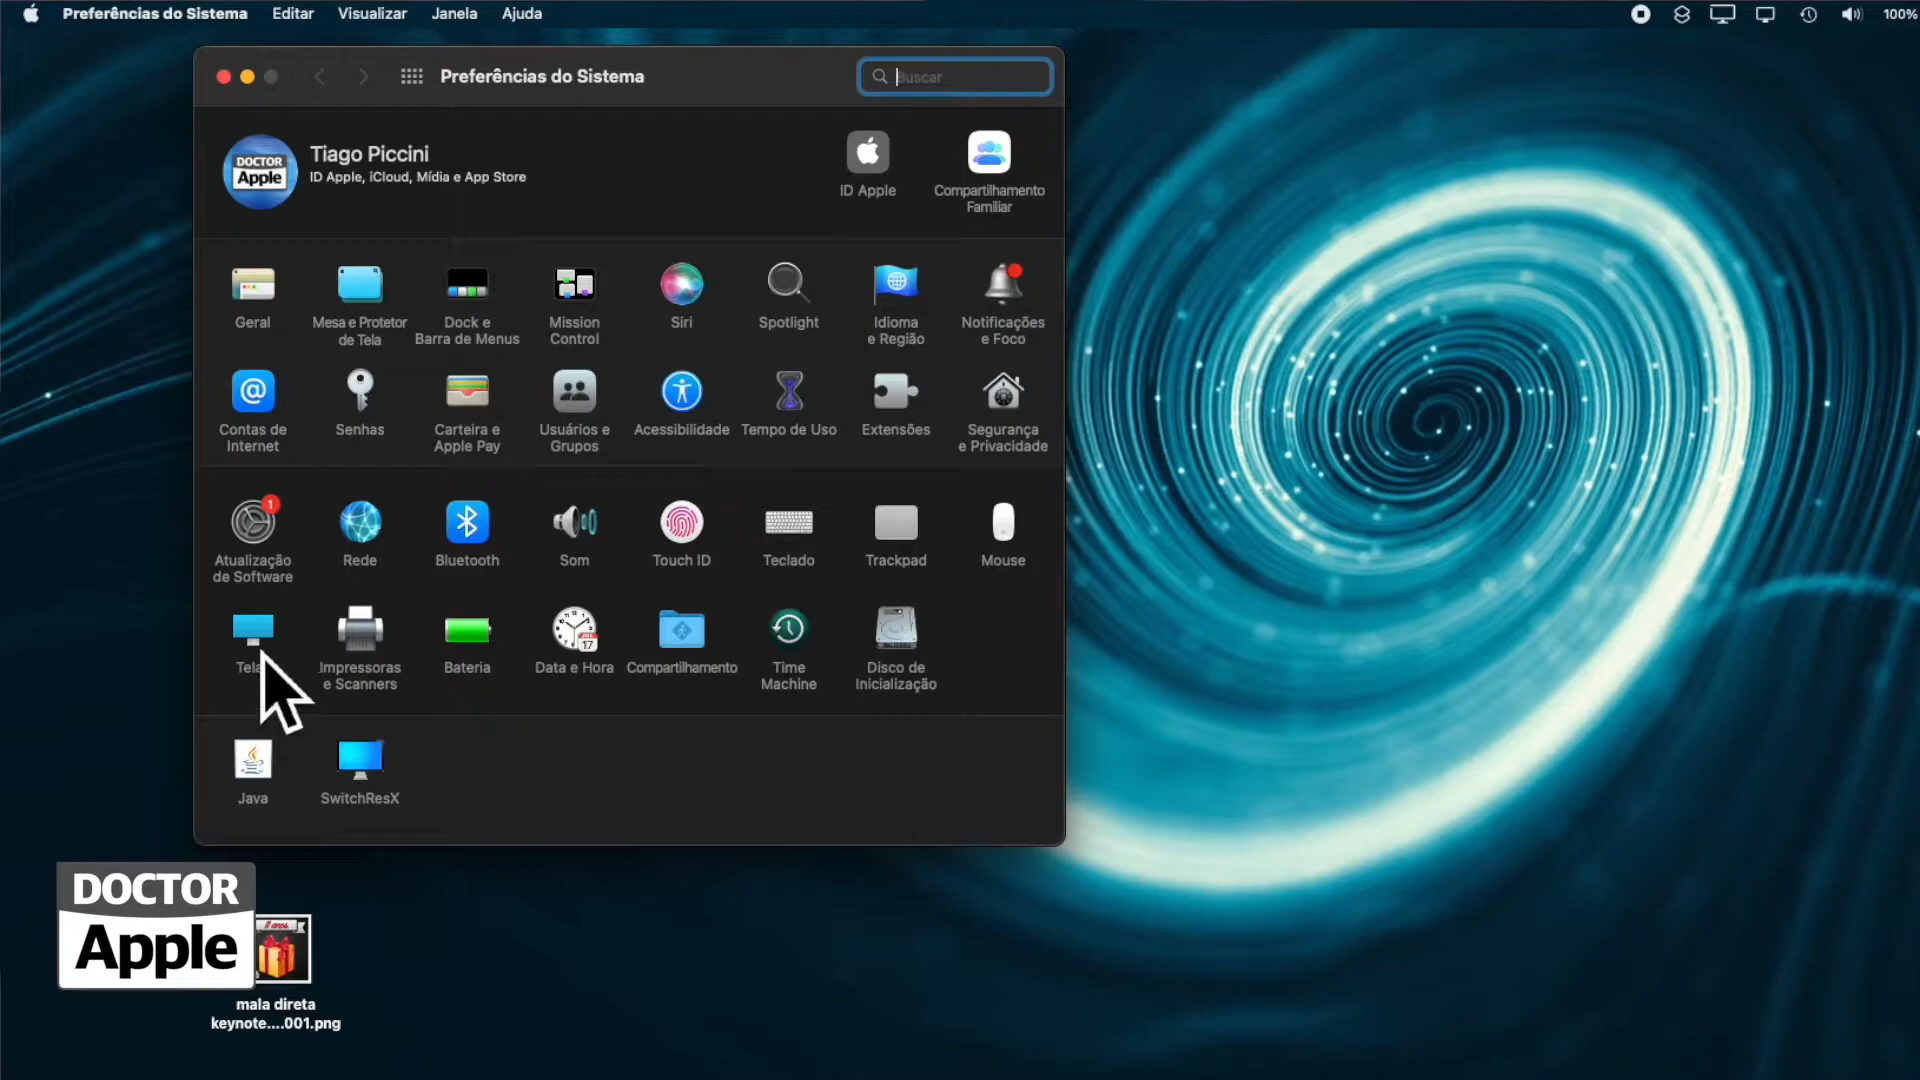 Preferências do Sistema Editar Visualizar Janela Ajuda 100%
Preferências do Sistema
Buscar
DOCTOR
Apple
Tiago Piccini
ID Apple, iCloud, Mídia e App Store
ID Apple
Compartilhamento
Familiar
Geral
Mesa e Protetor
de Tela
Dock e
Barra de Menus
Mission
Control
Siri
Spotlight
Idioma
e Região
Notificações
e Foco
@
Contas de
Internet
Senhas
Carteira e
Apple Pay
Usuários e
Grupos
Acessibilidade
Tempo de Uso
Extensões
Segurança
e Privacidade
1
Atualização
de Software
Rede
Bluetooth
Som
Touch ID
Teclado
Trackpad
Mouse
Tela
Impressoras
e Scanners
Bateria
JUL
17
Data e Hora
Compartilhamento
Time
Machine
Disco de
Inicialização
Java
SwitchResX
DOCTOR
Apple
mala direta
keynote....001.png